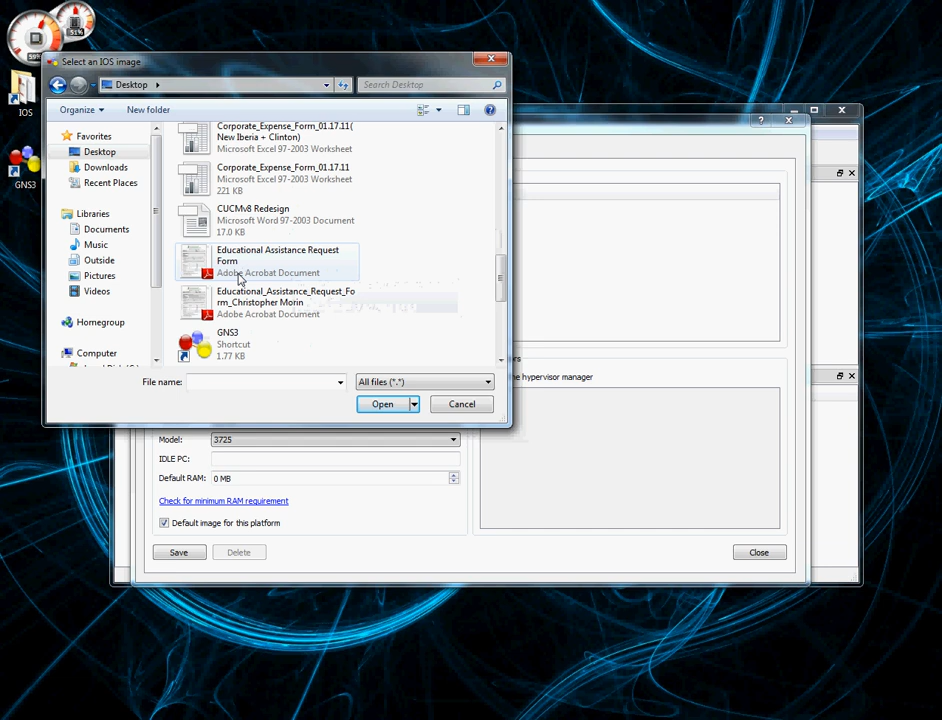 51%
59%
IOS
GNS3
Select an IOS image
Desktop
Search Desktop
Organize
New folder
Favorites
Desktop
Downloads
Recent Places
Libraries
Documents
Music
Outside
Pictures
Videos
Homegroup
Computer
Corporate_Expense_Form_01.17.11(
New Iberia + Clinton)
Microsoft Excel 97-2003 Worksheet
Corporate_Expense_Form_01.17.11
Microsoft Excel 97-2003 Worksheet
221 KB
CUCMv8 Redesign
Microsoft Word 97-2003 Document
17.0 KB
Educational Assistance Request
Form
Adobe Acrobat Document
Educational_Assistance_Request_Fo
rm_Christopher Morin
Adobe Acrobat Document
GNS3
Shortcut
1.77 KB
File name:
All files (*.*)
Open
Cancel
he hypervisor manager
Model:
3725
IDLE PC:
Default RAM:
0 MB
Check for minimum RAM requirement
Default image for this platform
Save
Delete
Close